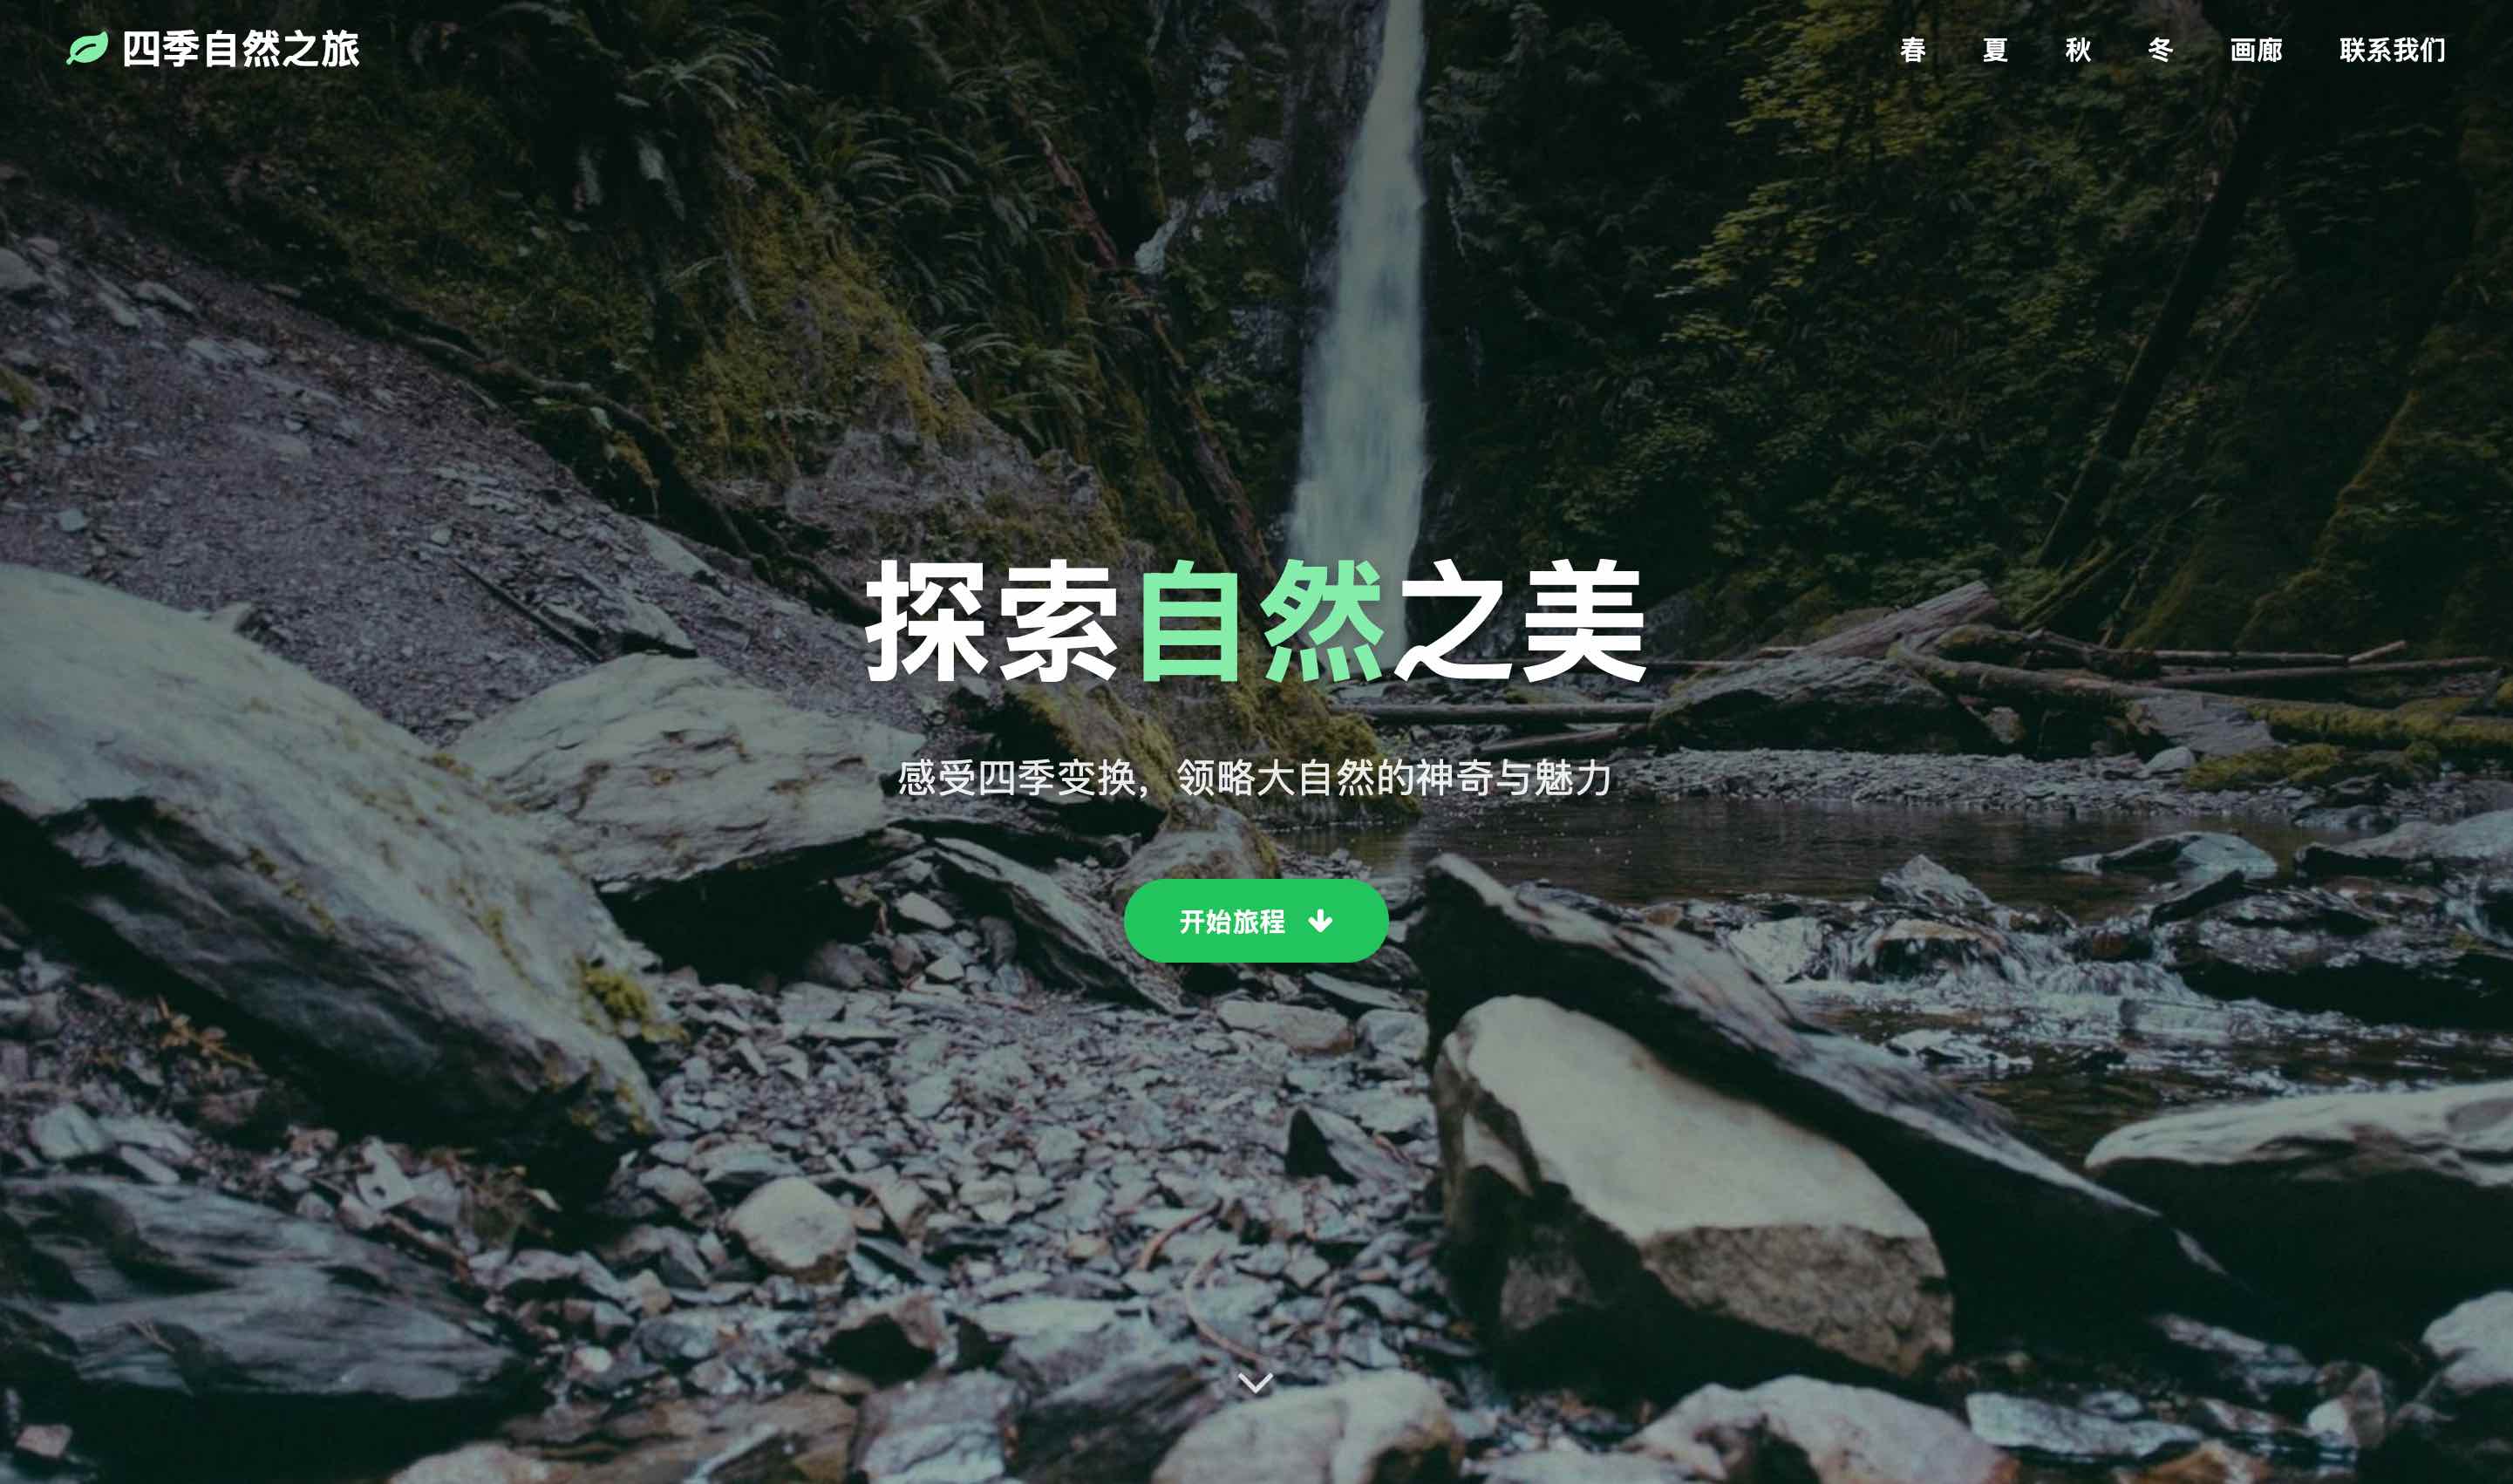 四季自然之旅
春 夏 秋 冬 画廊 联系我们
探索自然之美
感受四季变换，领略大自然的神奇与魅力
开始旅程